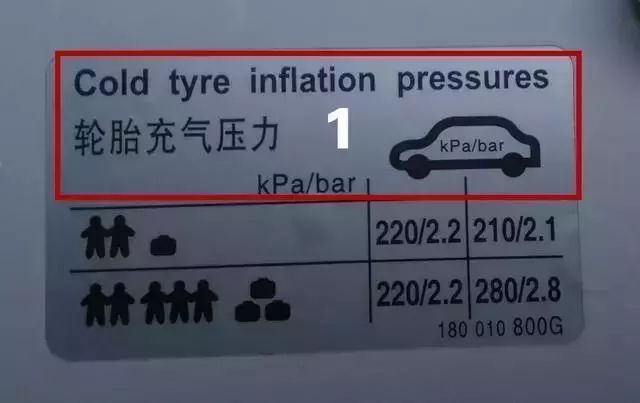 Cold tyre inflation pressures
轮胎充气压力
1
kPa/bar
kPa/bar
220/2.2 210/2.1
220/2.2 280/2.8
180 010 800G